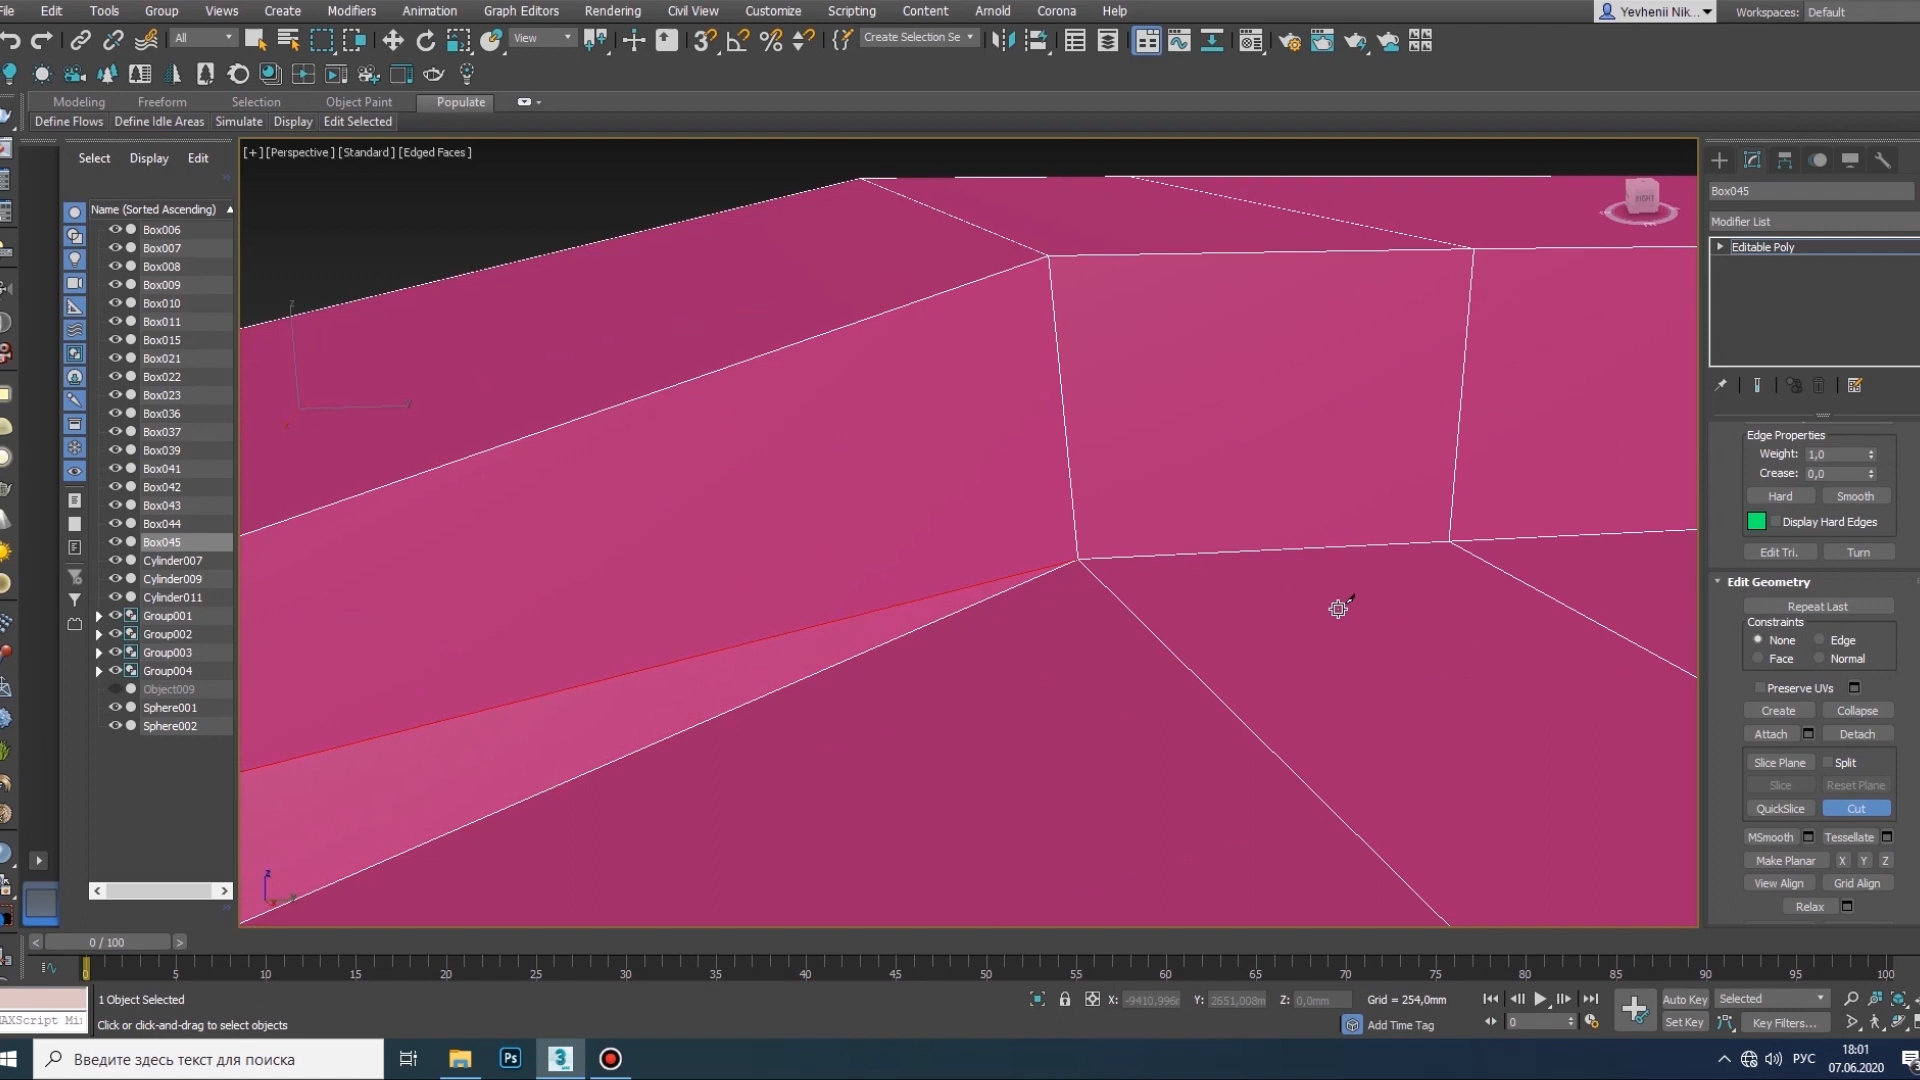 File Edit Tools Group Views Create Modifiers Animation Graph Editors Rendering Civil View Customize Scripting Content Arnold Corona Help Yevhenii Nik... Workspaces: Default
All View Create Selection Se
Modeling Freeform Selection Object Paint Populate
Define Flows Define Idle Areas Simulate Display Edit Selected
Select Display Edit
[+] [Perspective] [Standard] [Edged Faces]
Name (Sorted Ascending)
Box006
Box007
Box008
Box009
Box010
Box011
Box015
Box021
Box022
Box023
Box036
Box037
Box039
Box041
Box042
Box043
Box044
Box045
Cylinder007
Cylinder009
Cylinder011
Group001
Group002
Group003
Group004
Object009
Sphere001
Sphere002
RIGHT
z
y
x
z
y
x
Box045
Modifier List
Editable Poly
Edge Properties
Weight: 1,0
Crease: 0,0
Hard Smooth
Display Hard Edges
Edit Tri. Turn
Edit Geometry
Repeat Last
Constraints
None Edge
Face Normal
Preserve UVs
Create Collapse
Attach Detach
Slice Plane Split
Slice Reset Plane
QuickSlice Cut
MSmooth Tessellate
Make Planar X Y Z
View Align Grid Align
Relax
< 0 / 100 >
0 5 10 15 20 25 30 35 40 45 50 55 60 65 70 75 80 85 90 95 100
1 Object Selected X: -9410,996m Y: 2651,008m Z: 0,0mm Grid = 254,0mm Auto Key Selected
MAXScript Mi Click or click-and-drag to select objects Add Time Tag 0 Set Key Key Filters...
Введите здесь текст для поиска Ps 3 РУС 18:01
07.06.2020